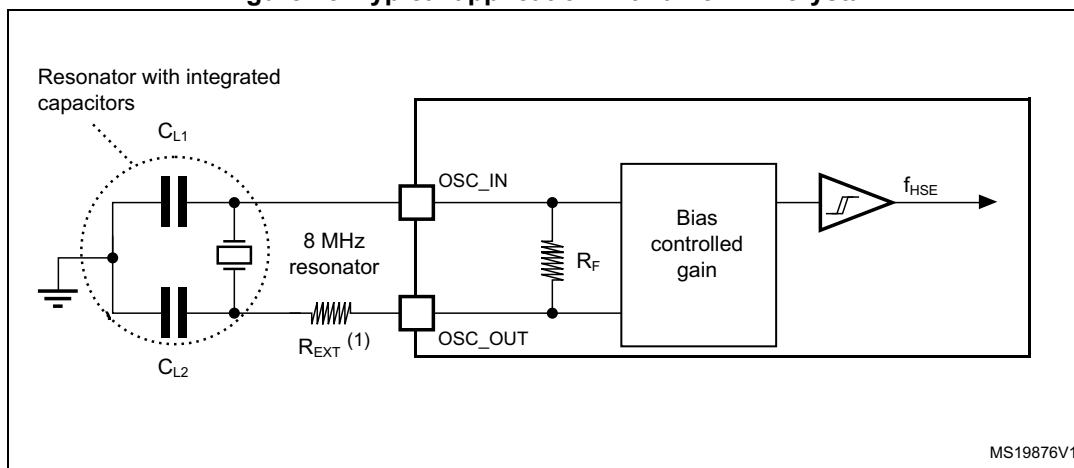 Resonator with integrated
capacitors
CL1
OSC_IN
fHSE
8 MHz
resonator
RF
Bias
controlled
gain
REXT (1)
OSC_OUT
CL2
MS19876V1